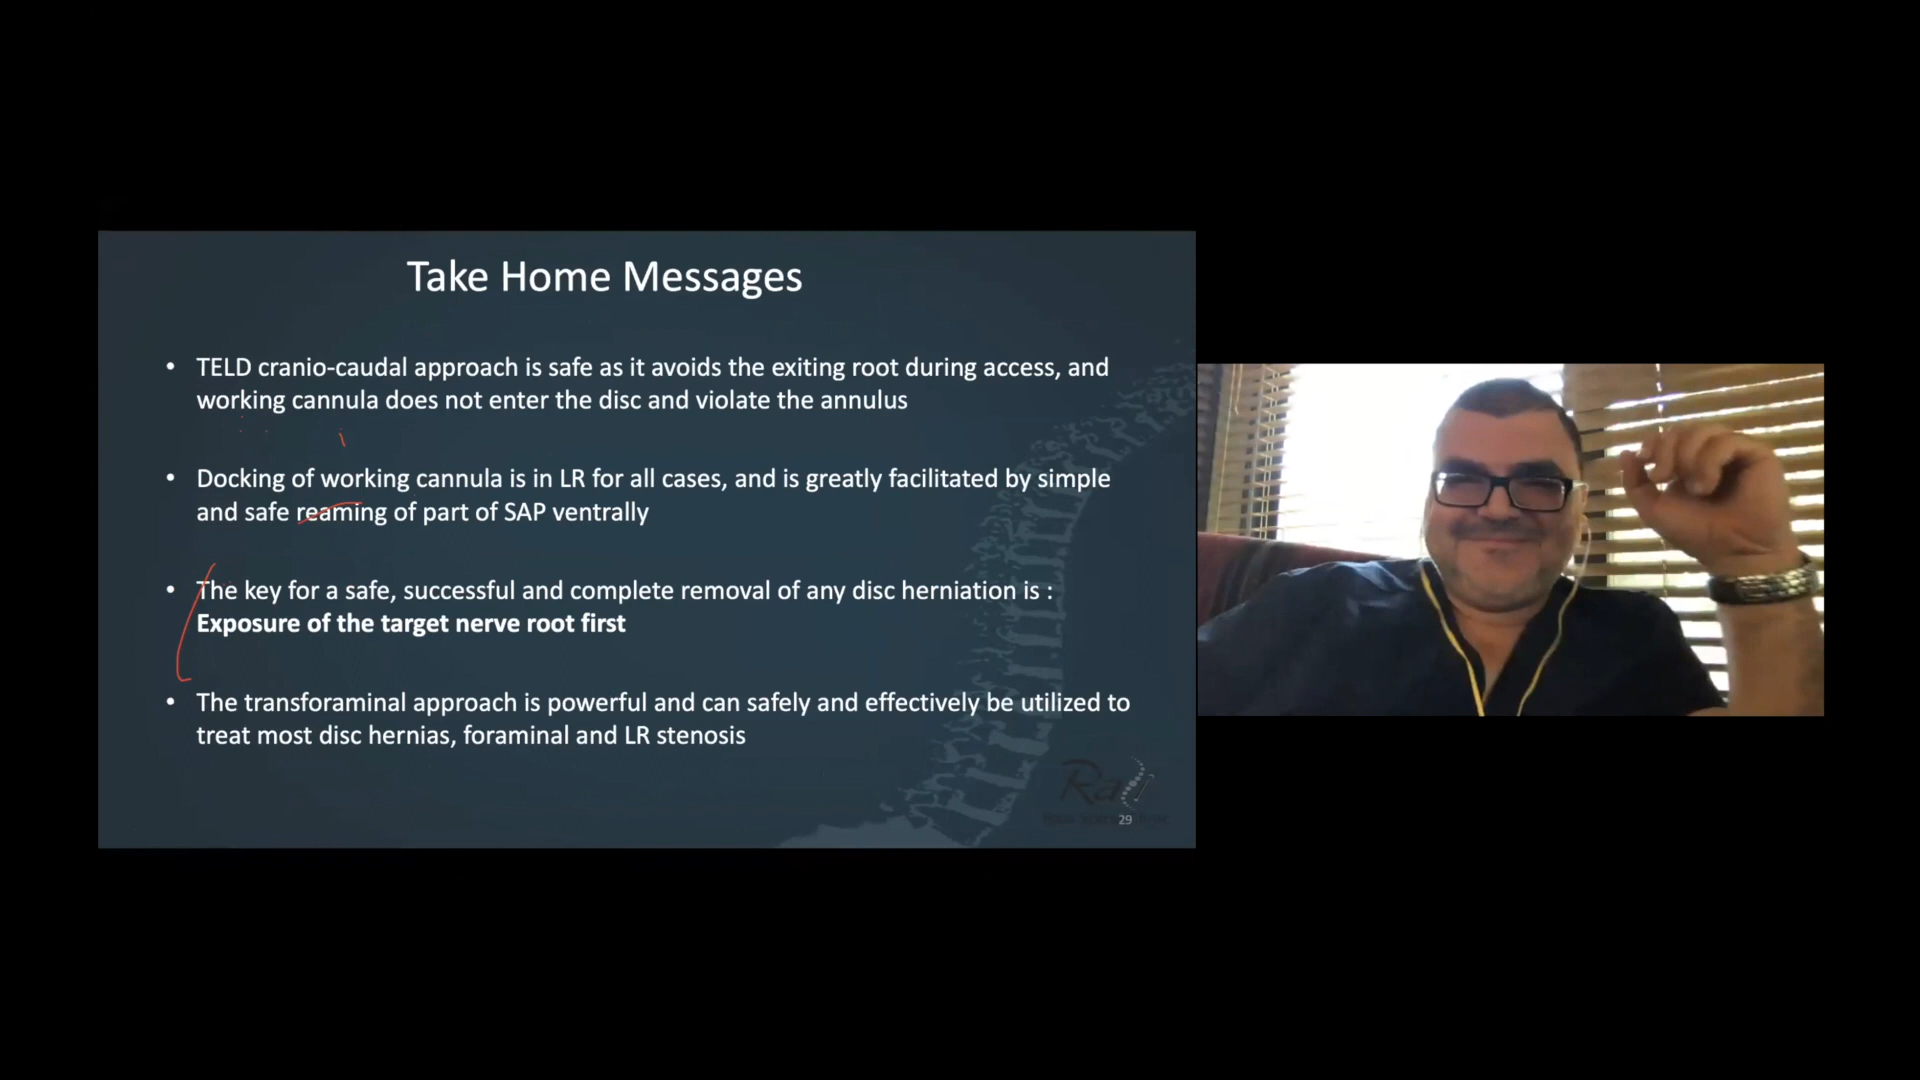 Take Home Messages
• TELD cranio-caudal approach is safe as it avoids the exiting root during access, and
working cannula does not enter the disc and violate the annulus
• Docking of working cannula is in LR for all cases, and is greatly facilitated by simple
and safe reaming of part of SAP ventrally
• The key for a safe, successful and complete removal of any disc herniation is :
Exposure of the target nerve root first
• The transforaminal approach is powerful and can safely and effectively be utilized to
treat most disc hernias, foraminal and LR stenosis
29